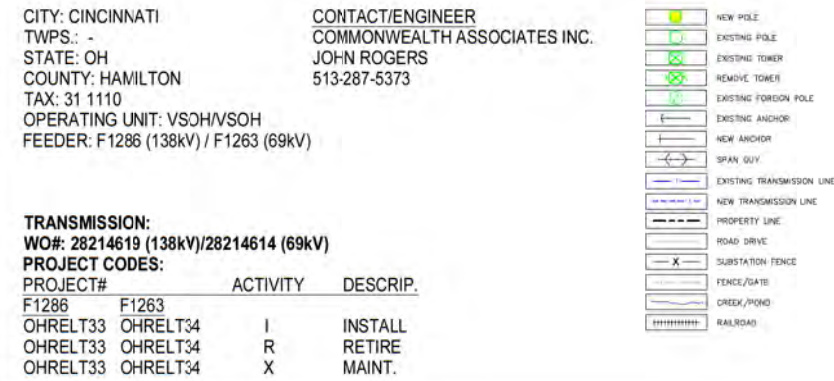 CITY: CINCINNATI
TWPS.: -
STATE: OH
COUNTY: HAMILTON
TAX: 31 1110
OPERATING UNIT: VSOH/VSOH
FEEDER: F1286 (138kV) / F1263 (69kV)
CONTACT/ENGINEER
COMMONWEALTH ASSOCIATES INC.
JOHN ROGERS
513-287-5373
TRANSMISSION:
WO#: 28214619 (138kV)/28214614 (69kV)
PROJECT CODES:
PROJECT# ACTIVITY DESCRIP.
F1286 F1263
OHRELT33 OHRELT34 I INSTALL
OHRELT33 OHRELT34 R RETIRE
OHRELT33 OHRELT34 X MAINT.
NEW POLE
EXISTING POLE
EXISTING TOWER
REMOVE TOWER
EXISTING FOREIGN POLE
EXISTING ANCHOR
NEW ANCHOR
SPAN GUY
EXISTING TRANSMISSION LINE
NEW TRANSMISSION LINE
PROPERTY LINE
ROAD DRIVE
X SUBSTATION FENCE
FENCE/GATE
CREEK/POND
RAILROAD